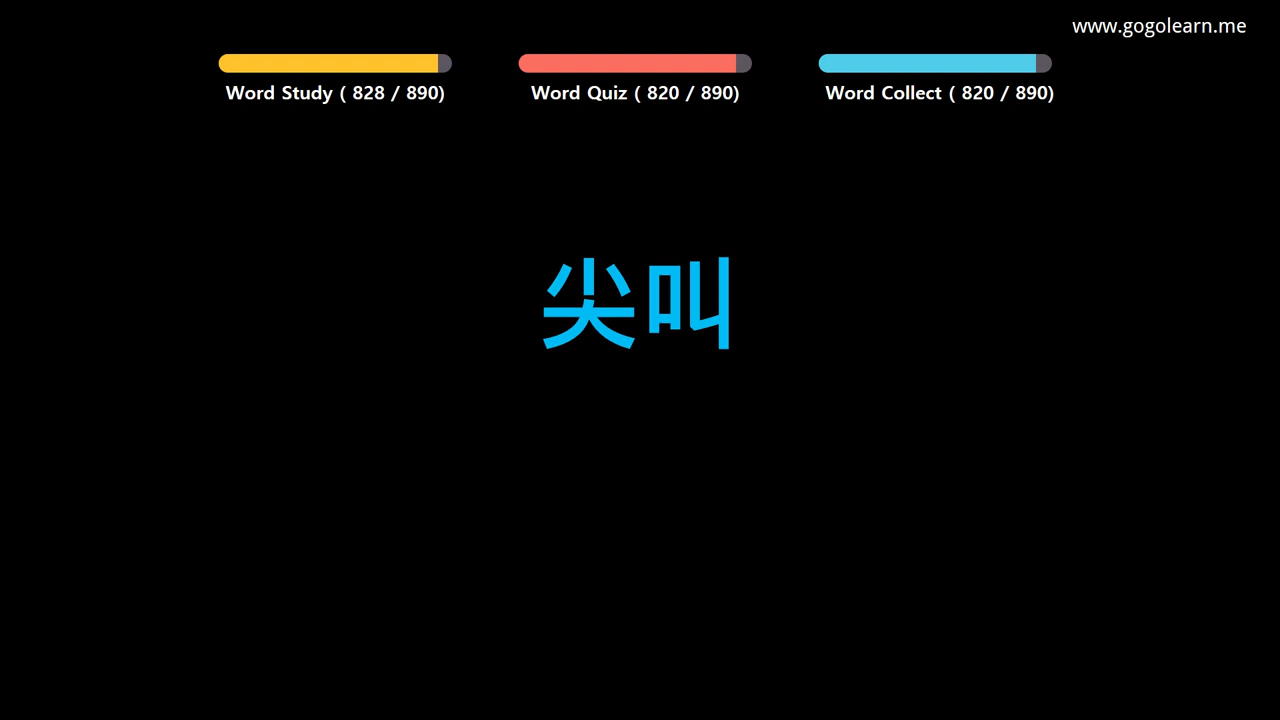 www.gogolearn.me
Word Study ( 828 / 890)
Word Quiz ( 820 / 890)
Word Collect ( 820 / 890)
尖叫